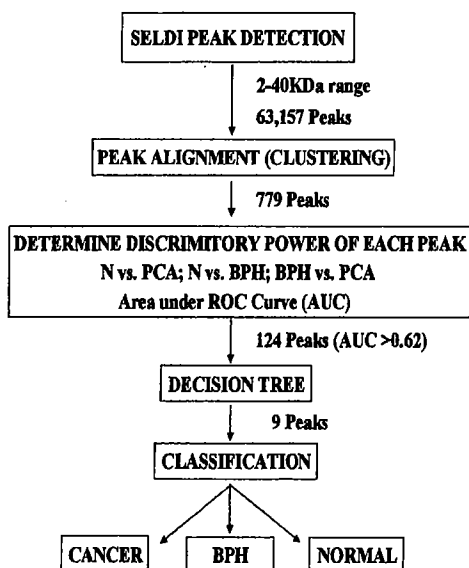 SELDI PEAK DETECTION
2-40KDa range
63,157 Peaks
PEAK ALIGNMENT (CLUSTERING)
779 Peaks
DETERMINE DISCRIMITORY POWER OF EACH PEAK
N vs. PCA; N vs. BPH; BPH vs. PCA
Area under ROC Curve (AUC)
124 Peaks (AUC >0.62)
DECISION TREE
9 Peaks
CLASSIFICATION
CANCER
BPH
NORMAL